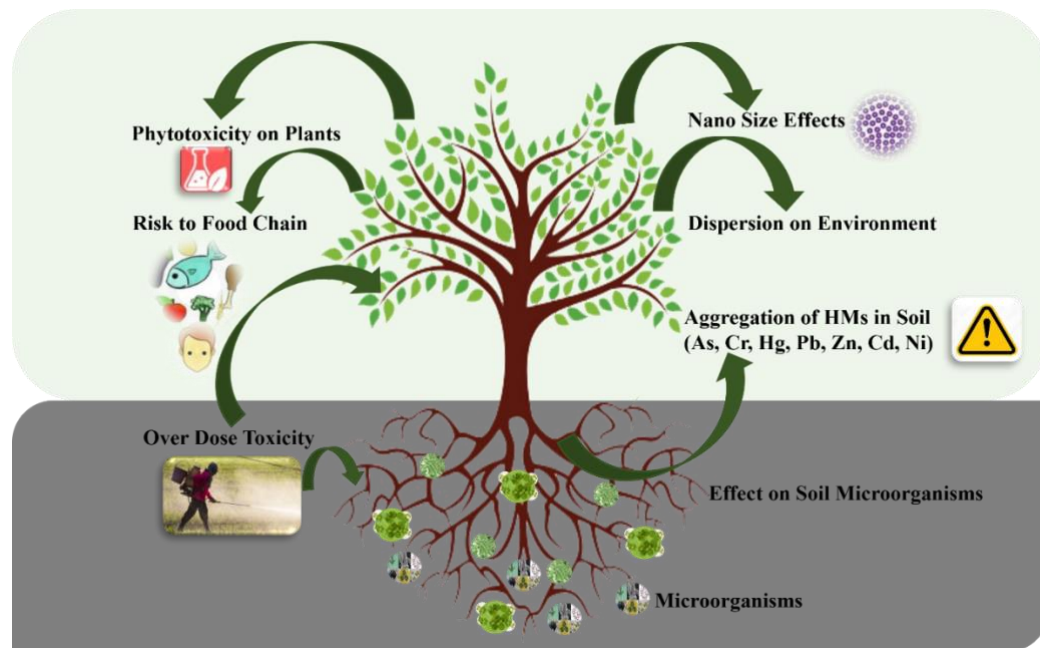 Phytotoxicity on Plants
Nano Size Effects
Risk to Food Chain
Dispersion on Environment
Aggregation of HMs in Soil
(As, Cr, Hg, Pb, Zn, Cd, Ni)
Over Dose Toxicity
Effect on Soil Microorganisms
Microorganisms